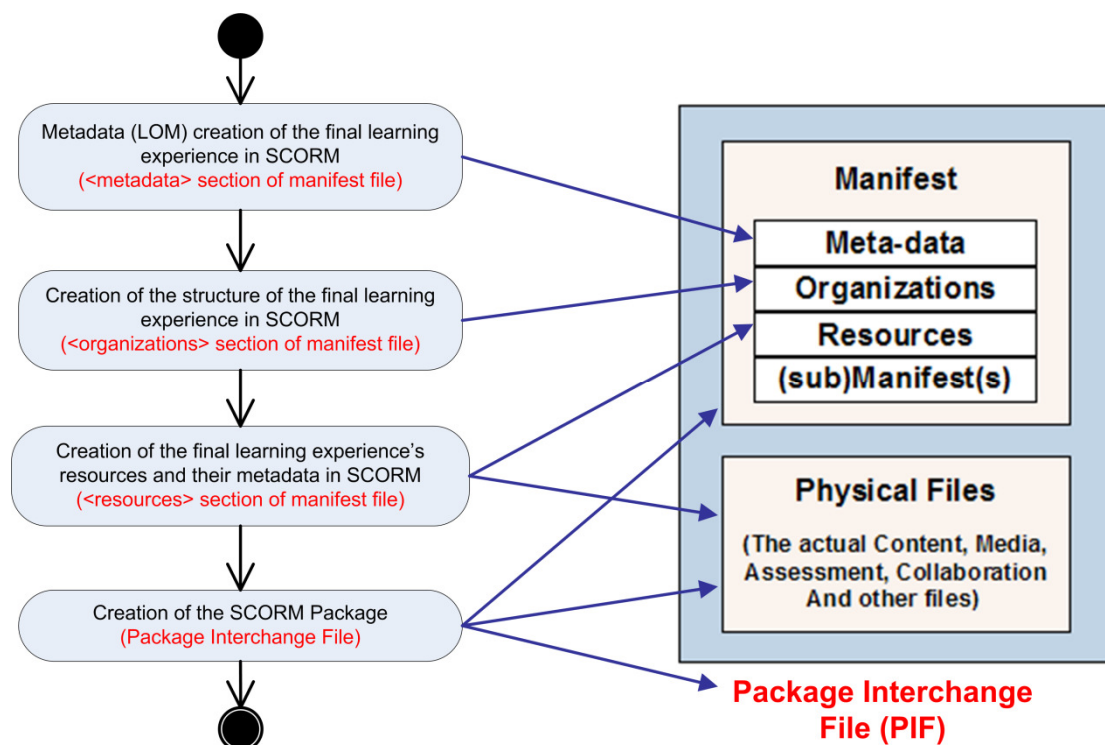 Metadata (LOM) creation of the final learning
experience in SCORM
(<metadata> section of manifest file)
Creation of the structure of the final learning
experience in SCORM
(<organizations> section of manifest file)
Creation of the final learning experience’s
resources and their metadata in SCORM
(<resources> section of manifest file)
Creation of the SCORM Package
(Package Interchange File)
Manifest
Meta-data
Organizations
Resources
(sub)Manifest(s)
Physical Files
(The actual Content, Media,
Assessment, Collaboration
And other files)
Package Interchange
File (PIF)